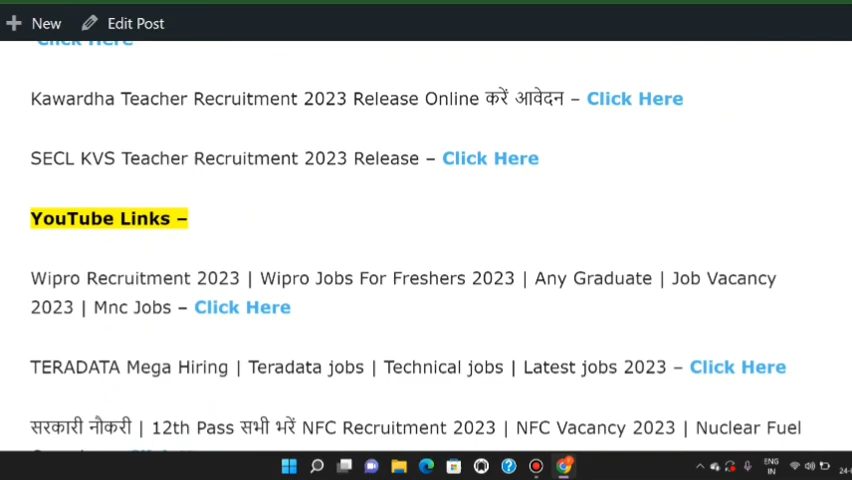 New Edit Post
Click Here
Kawardha Teacher Recruitment 2023 Release Online करें आवेदन – Click Here
SECL KVS Teacher Recruitment 2023 Release – Click Here
YouTube Links –
Wipro Recruitment 2023 | Wipro Jobs For Freshers 2023 | Any Graduate | Job Vacancy
2023 | Mnc Jobs – Click Here
TERADATA Mega Hiring | Teradata jobs | Technical jobs | Latest jobs 2023 – Click Here
सरकारी नौकरी | 12th Pass सभी भरें NFC Recruitment 2023 | NFC Vacancy 2023 | Nuclear Fuel
ENG
IN